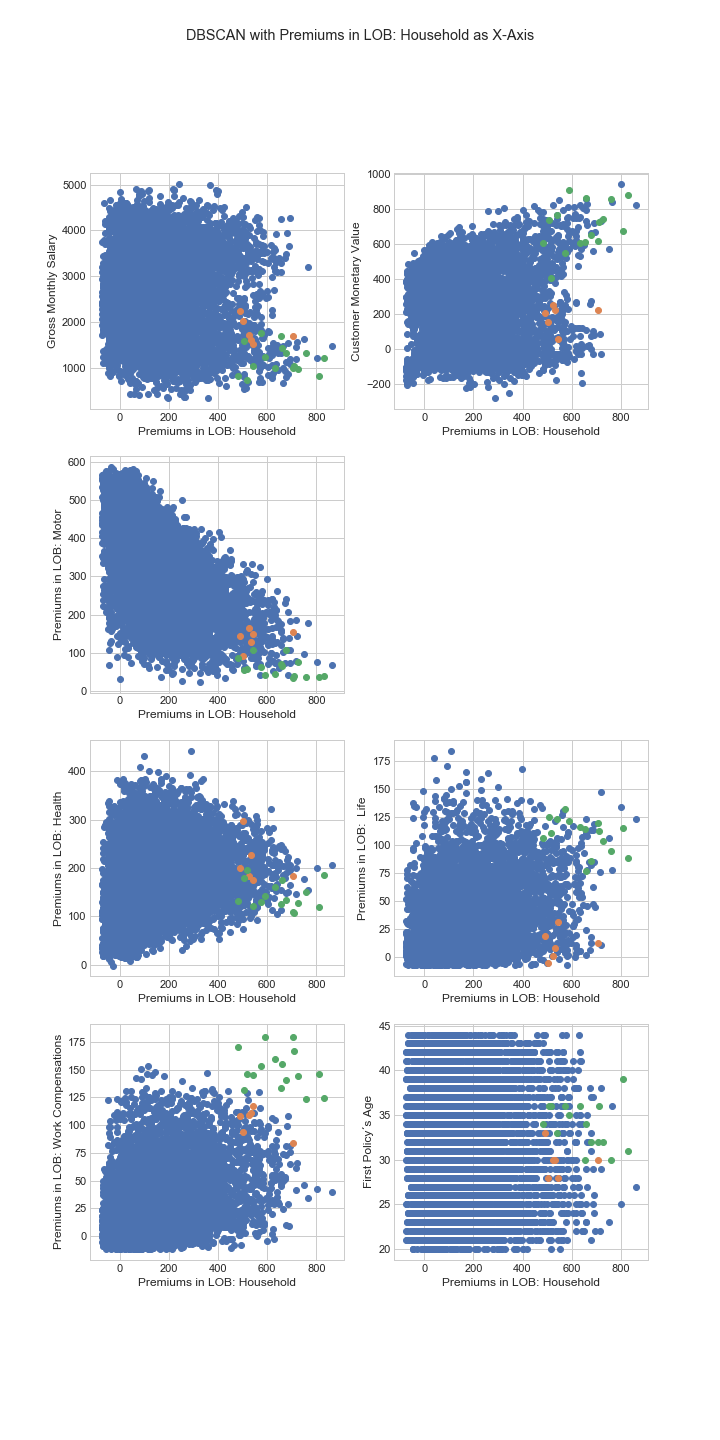 DBSCAN with Premiums in LOB: Household as X-Axis
5000
4000
3000
2000
1000
Gross Monthly Salary
0 200 400 600 800
Premiums in LOB: Household
1000
800
600
400
200
0
−200
Customer Monetary Value
0 200 400 600 800
Premiums in LOB: Household
600
500
400
300
200
100
0
Premiums in LOB: Motor
0 200 400 600 800
Premiums in LOB: Household
400
300
200
100
0
Premiums in LOB: Health
0 200 400 600 800
Premiums in LOB: Household
175
150
125
100
75
50
25
0
Premiums in LOB:  Life
0 200 400 600 800
Premiums in LOB: Household
175
150
125
100
75
50
25
0
Premiums in LOB: Work Compensations
0 200 400 600 800
Premiums in LOB: Household
45
40
35
30
25
20
First Policy´s Age
0 200 400 600 800
Premiums in LOB: Household